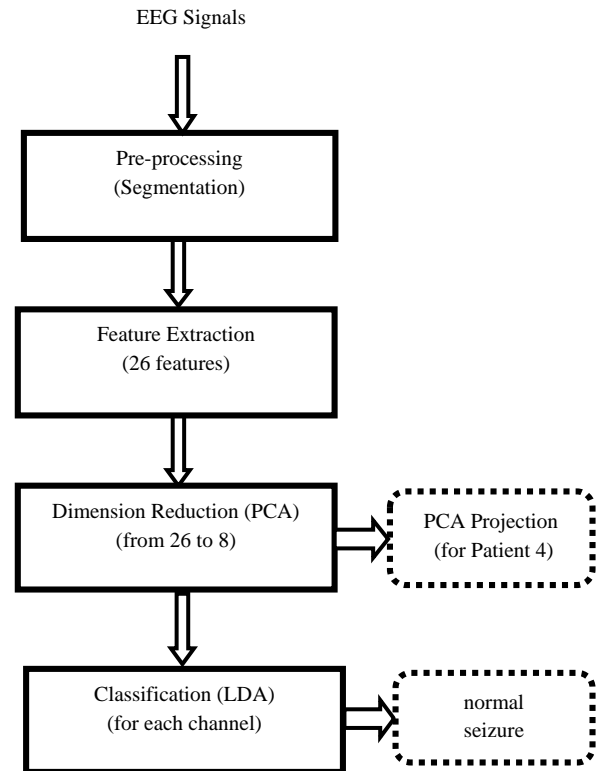 EEG Signals
Pre-processing
(Segmentation)
Feature Extraction
(26 features)
Dimension Reduction (PCA)
(from 26 to 8)
PCA Projection
(for Patient 4)
Classification (LDA)
(for each channel)
normal
seizure